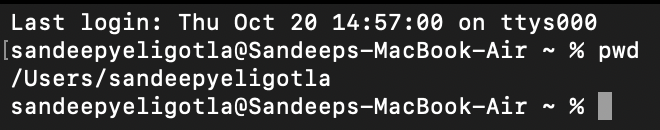 Last login: Thu Oct 20 14:57:00 on ttys000
[sandeepyeligotla@Sandeeps-MacBook-Air ~ % pwd
/Users/sandeepyeligotla
sandeepyeligotla@Sandeeps-MacBook-Air ~ %